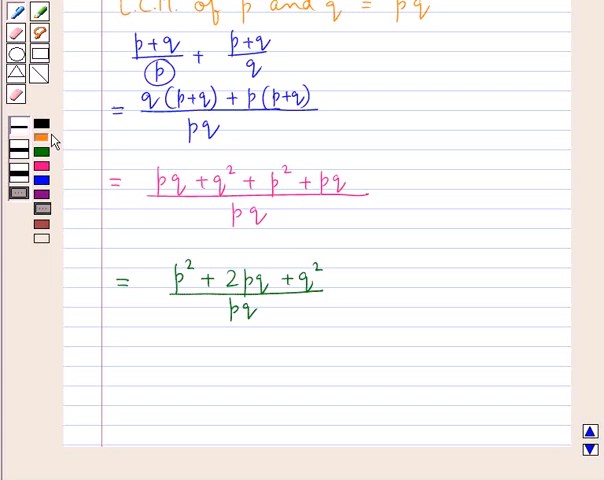 L.C.M. of p and q = pq
(p+q)/p + (p+q)/q
= (q(p+q) + p(p+q))/pq
= (pq + q² + p² + pq)/pq
= (p² + 2pq + q²)/pq